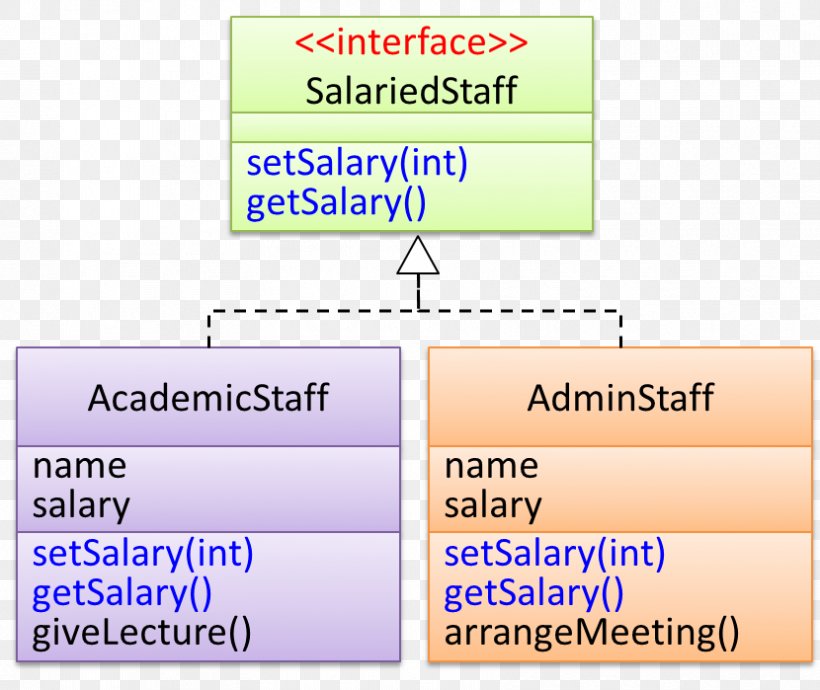 <<interface>>
SalariedStaff
setSalary(int)
getSalary()
AcademicStaff
name
salary
setSalary(int)
getSalary()
giveLecture()
AdminStaff
name
salary
setSalary(int)
getSalary()
arrangeMeeting()